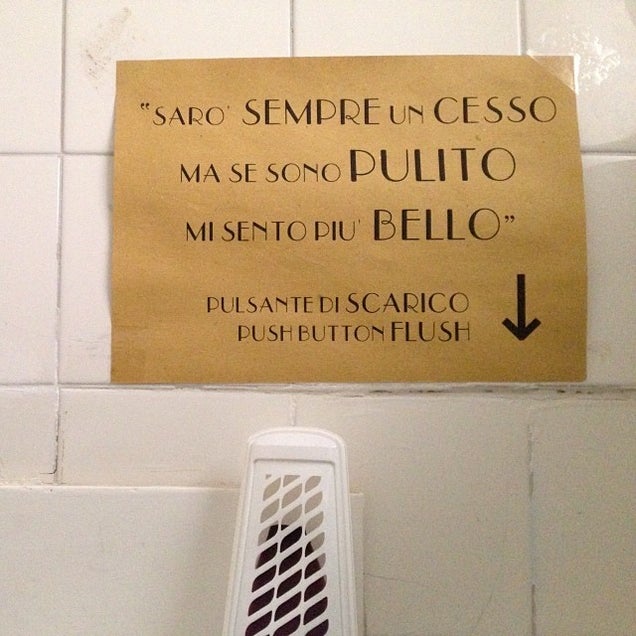 "SARO' SEMPRE UN CESSO
MA SE SONO PULITO
MI SENTO PIU' BELLO"
PULSANTE DI SCARICO
PUSH BUTTON FLUSH